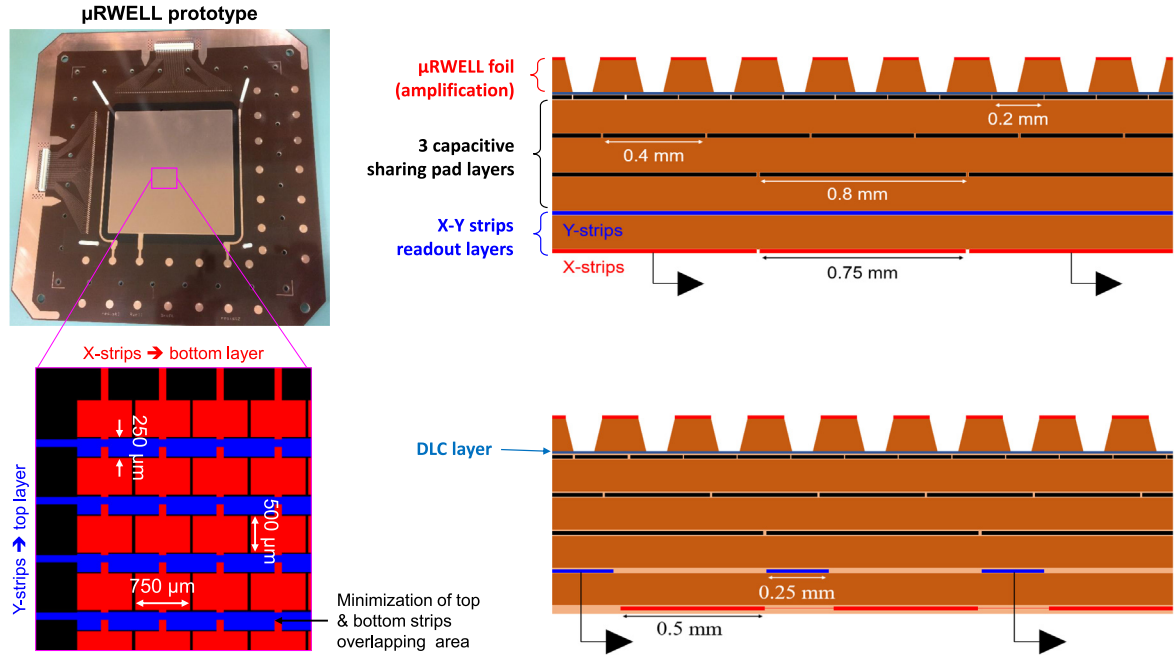 µRWELL prototype
X-strips ➔ bottom layer
Y-strips ➔ top layer
250 µm
500 µm
750 µm
Minimization of top
& bottom strips
overlapping area
µRWELL foil
(amplification)
3 capacitive
sharing pad layers
X-Y strips
readout layers
0.2 mm
0.4 mm
0.8 mm
Y-strips
X-strips
0.75 mm
DLC layer
0.25 mm
0.5 mm